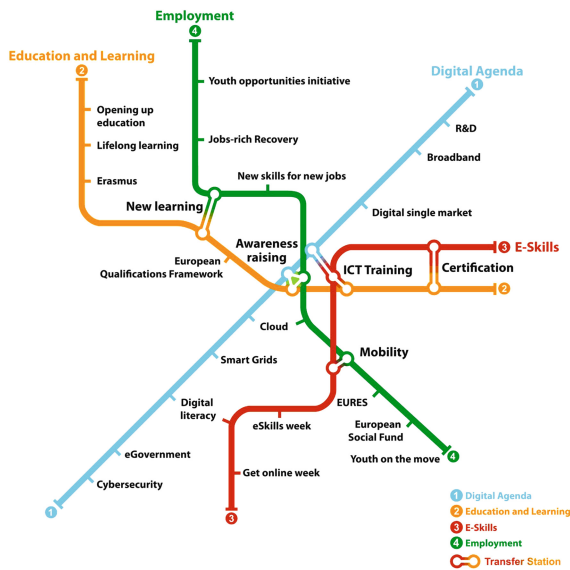 Employment
4
Education and Learning
2
Digital Agenda
1
Youth opportunities initiative
Opening up
education
R&D
Jobs-rich Recovery
Lifelong learning
Broadband
New skills for new jobs
Erasmus
New learning
Digital single market
Awareness
raising
3 E-Skills
European
Qualifications Framework
ICT Training
Certification
2
Cloud
Smart Grids
Mobility
Digital
literacy
EURES
eSkills week
European
Social Fund
eGovernment
Youth on the move
4
Get online week
Cybersecurity
1
3
1 Digital Agenda
2 Education and Learning
3 E-Skills
4 Employment
Transfer Station